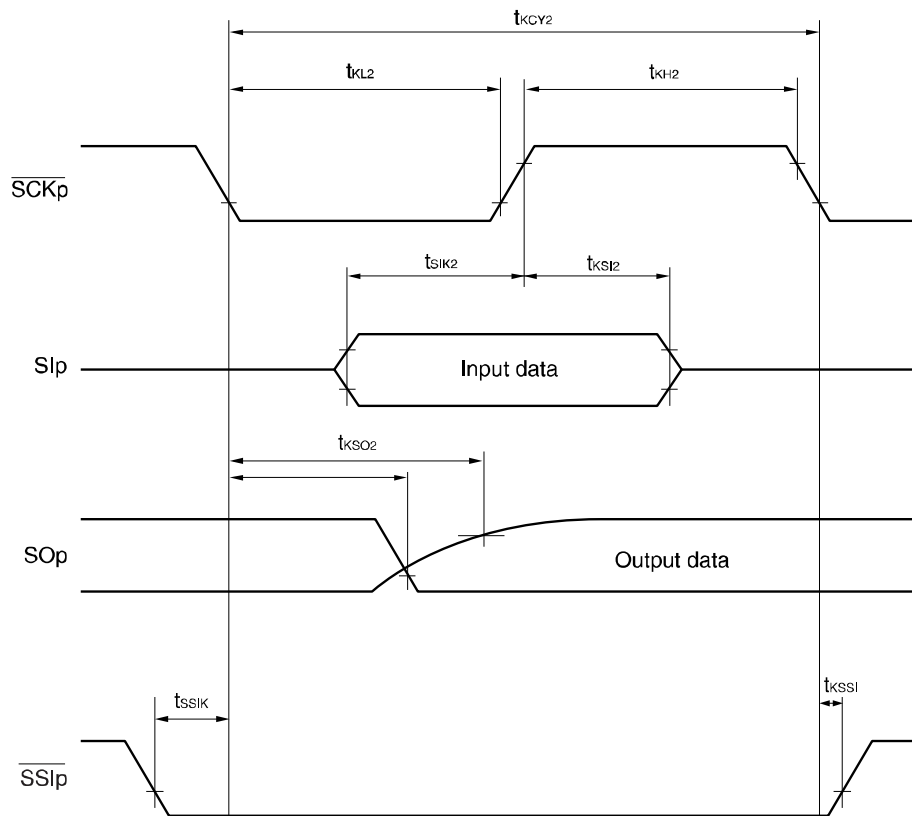 tKCY2
tKL2
tKH2
SCKp
tSIK2
tKSI2
SIp
Input data
tKSO2
SOp
Output data
tSSIK
tKSSI
SSIp